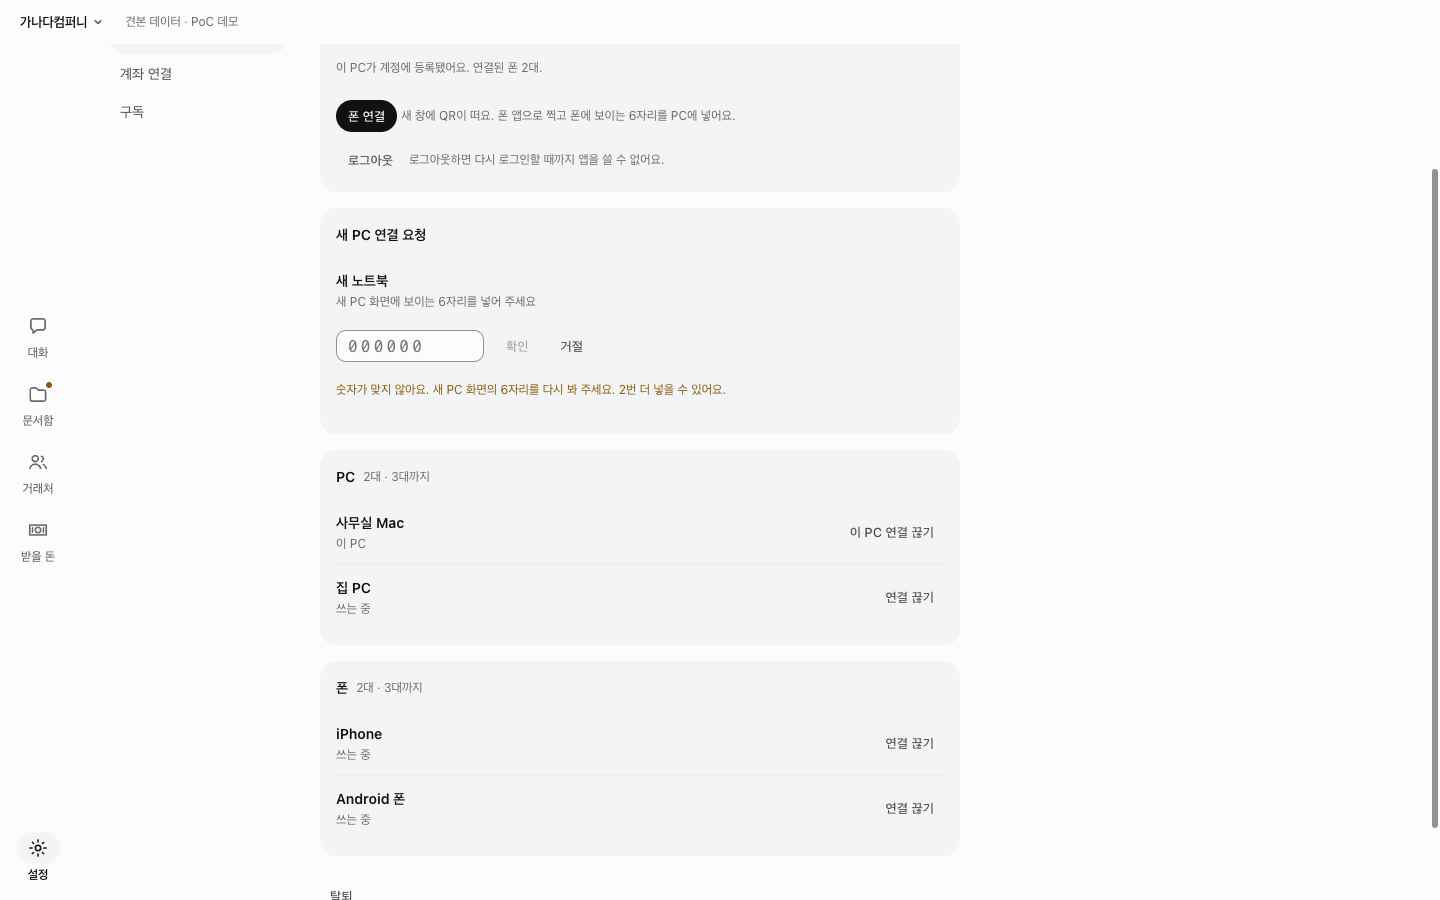 가나다컴퍼니
견본 데이터 · PoC 데모
계좌 연결
구독
이 PC가 계정에 등록됐어요. 연결된 폰 2대.
폰 연결 새 창에 QR이 떠요. 폰 앱으로 찍고 폰에 보이는 6자리를 PC에 넣어요.
로그아웃 로그아웃하면 다시 로그인할 때까지 앱을 쓸 수 없어요.
새 PC 연결 요청
새 노트북
새 PC 화면에 보이는 6자리를 넣어 주세요
000000 확인 거절
숫자가 맞지 않아요. 새 PC 화면의 6자리를 다시 봐 주세요. 2번 더 넣을 수 있어요.
PC 2대 · 3대까지
사무실 Mac
이 PC
이 PC 연결 끊기
집 PC
쓰는 중
연결 끊기
폰 2대 · 3대까지
iPhone
쓰는 중
연결 끊기
Android 폰
쓰는 중
연결 끊기
탈퇴
대화
문서함
거래처
받을 돈
설정